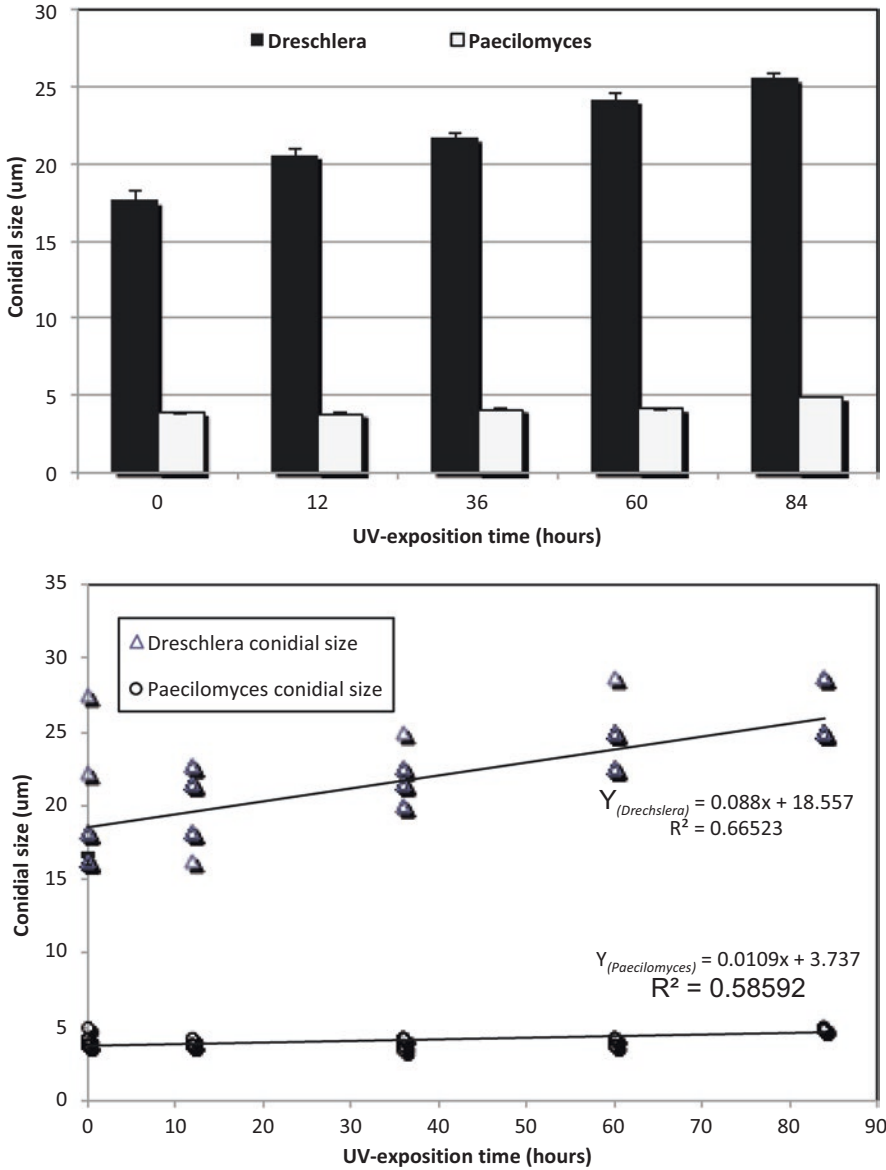 30
25
20
15
10
5
0
Conidial size (um)
Dreschlera Paecilomyces
0 12 36 60 84
UV-exposition time (hours)
35
30
25
20
15
10
5
0
Conidial size (um)
Dreschlera conidial size
Paecilomyces conidial size
Y(Drechslera) = 0.088x + 18.557
R² = 0.66523
Y(Paecilomyces) = 0.0109x + 3.737
R² = 0.58592
0 10 20 30 40 50 60 70 80 90
UV-exposition time (hours)